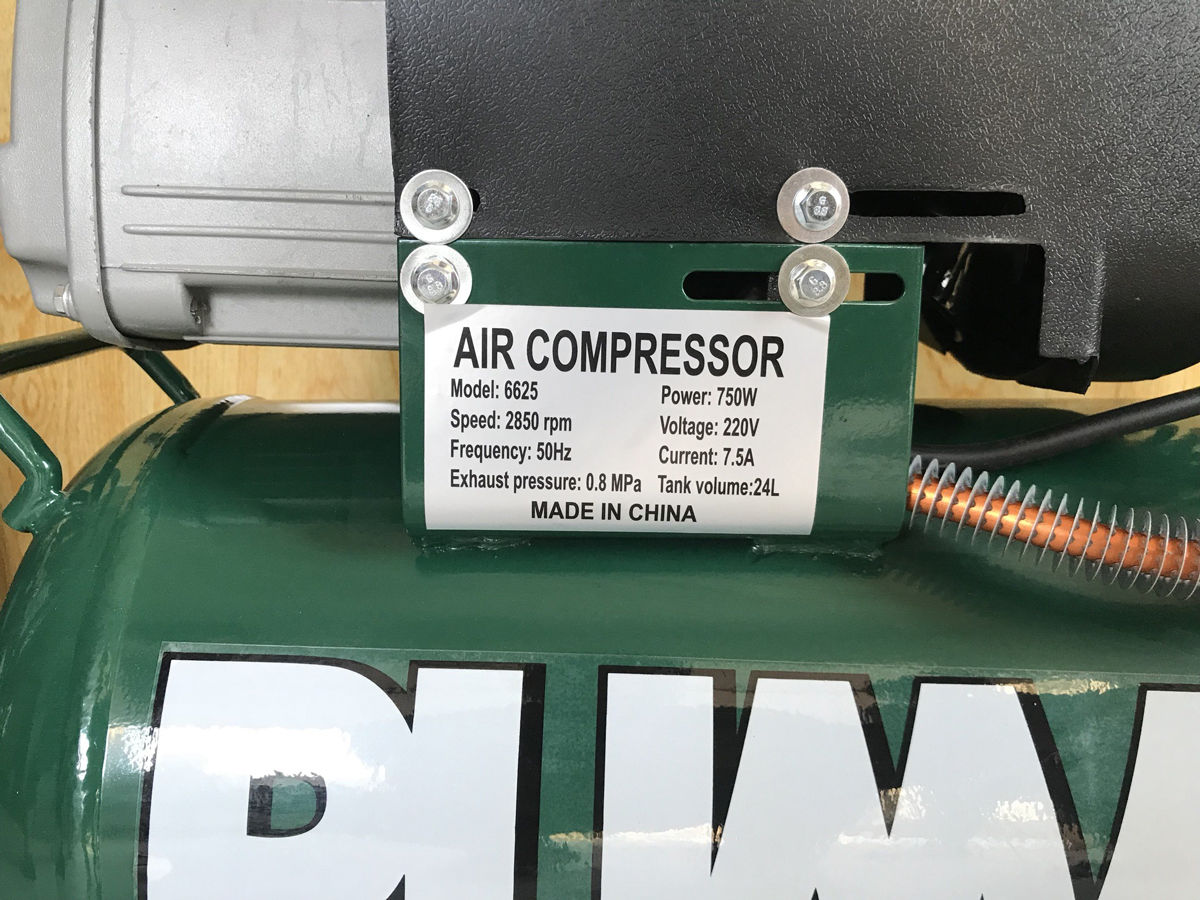 AIR COMPRESSOR
Model: 6625 Power: 750W
Speed: 2850 rpm Voltage: 220V
Frequency: 50Hz Current: 7.5A
Exhaust pressure: 0.8 MPa Tank volume:24L
MADE IN CHINA